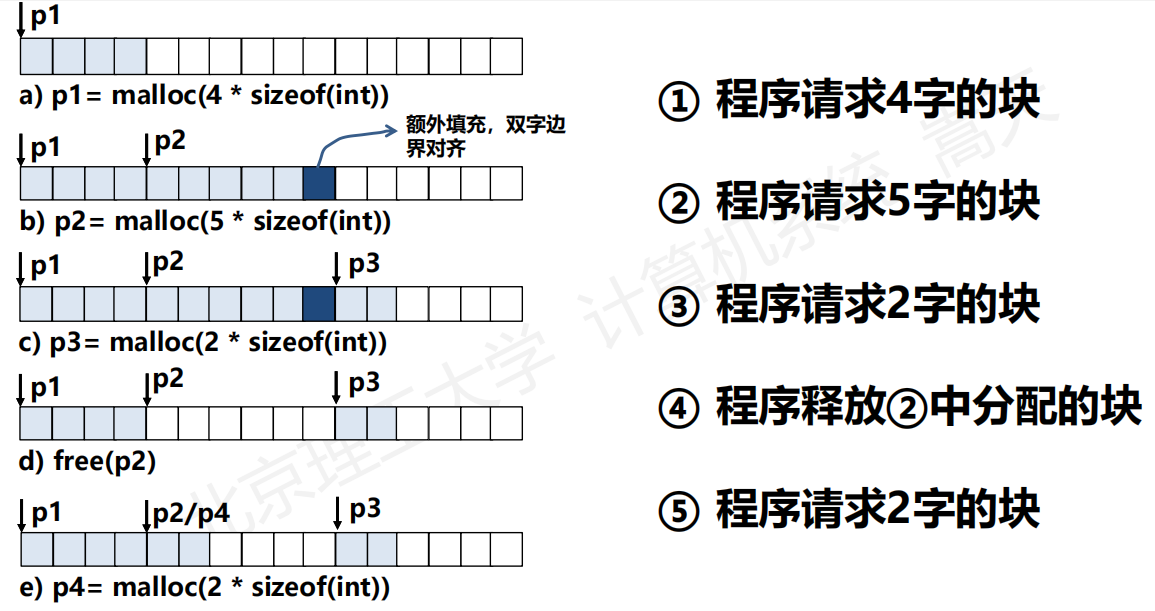 p1
a) p1= malloc(4 * sizeof(int))
p1
p2
额外填充，双字边
界对齐
b) p2= malloc(5 * sizeof(int))
p1
p2
p3
c) p3= malloc(2 * sizeof(int))
p1
p2
p3
d) free(p2)
p1
p2/p4
p3
e) p4= malloc(2 * sizeof(int))
① 程序请求4字的块
② 程序请求5字的块
③ 程序请求2字的块
④ 程序释放②中分配的块
⑤ 程序请求2字的块
北京理工大学 计算机系统 嵩天